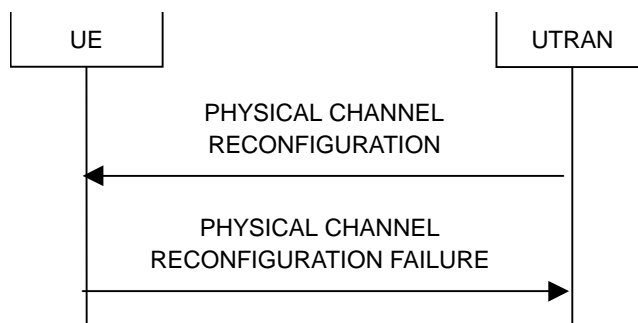 UE
UTRAN
PHYSICAL CHANNEL
RECONFIGURATION
PHYSICAL CHANNEL
RECONFIGURATION FAILURE